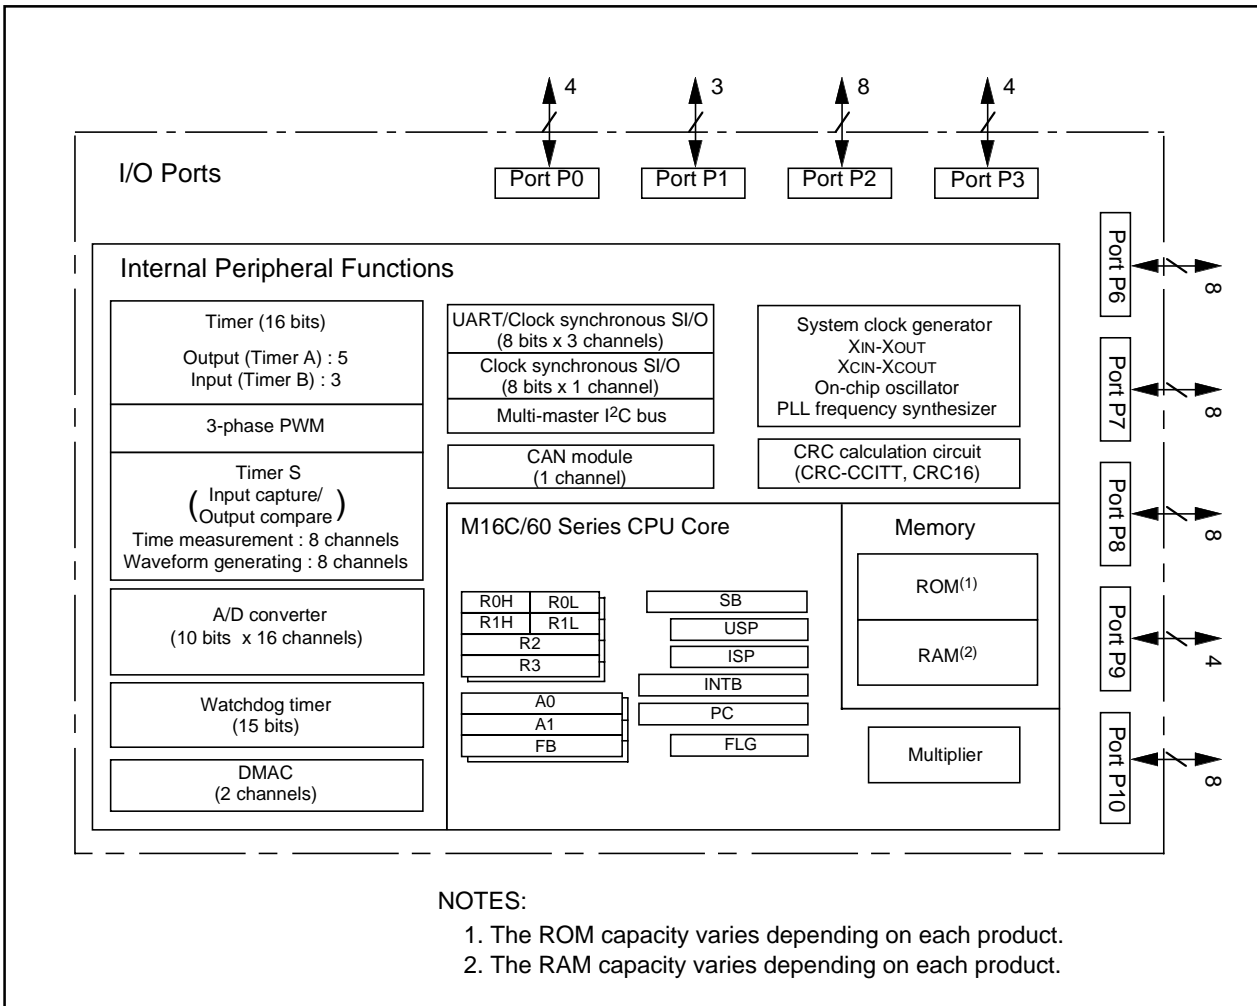 4
3
8
4
I/O Ports
Port P0
Port P1
Port P2
Port P3
Port P6
8
Port P7
8
Port P8
8
Port P9
4
Port P10
8
Internal Peripheral Functions
Timer (16 bits)
Output (Timer A) : 5
Input (Timer B) : 3
3-phase PWM
Timer S
( Input capture/
Output compare )
Time measurement : 8 channels
Waveform generating : 8 channels
A/D converter
(10 bits x 16 channels)
Watchdog timer
(15 bits)
DMAC
(2 channels)
UART/Clock synchronous SI/O
(8 bits x 3 channels)
Clock synchronous SI/O
(8 bits x 1 channel)
Multi-master I2C bus
CAN module
(1 channel)
System clock generator
XIN-XOUT
XCIN-XCOUT
On-chip oscillator
PLL frequency synthesizer
CRC calculation circuit
(CRC-CCITT, CRC16)
M16C/60 Series CPU Core
R0H
R0L
R1H
R1L
R2
R3
A0
A1
FB
SB
USP
ISP
INTB
PC
FLG
Memory
ROM(1)
RAM(2)
Multiplier
NOTES:
1. The ROM capacity varies depending on each product.
2. The RAM capacity varies depending on each product.